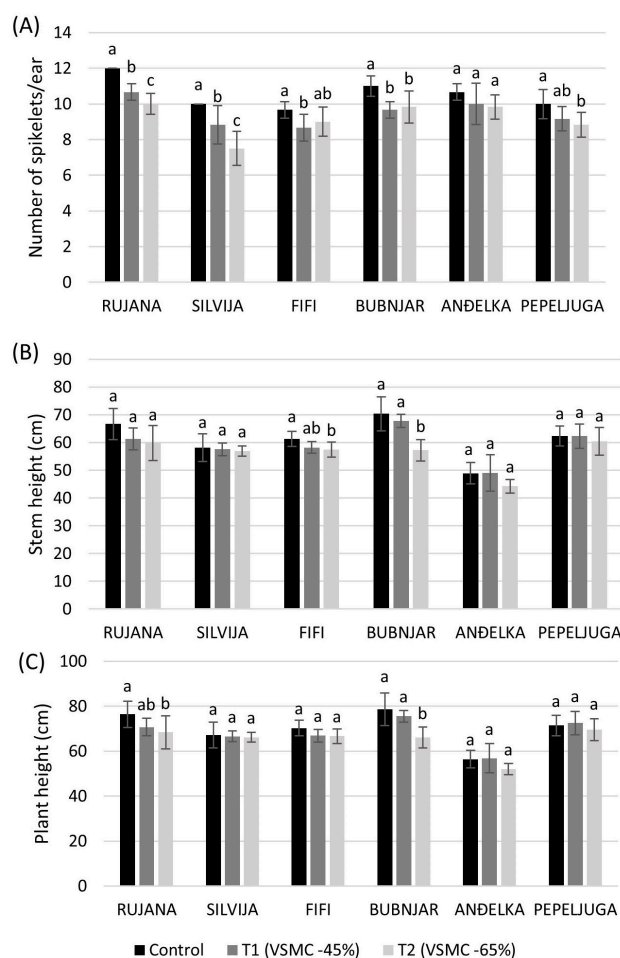 (A)
Number of spikelets/ear
14
12
10
8
6
4
2
0
a b c a b c a b ab a b b a a a a ab b
RUJANA SILVIJA FIFI BUBNJAR ANĐELKA PEPELJUGA
(B)
Stem height (cm)
90
80
70
60
50
40
30
20
10
0
a a a a a a a ab b a a b a a a a a a
RUJANA SILVIJA FIFI BUBNJAR ANĐELKA PEPELJUGA
(C)
Plant height (cm)
100
80
60
40
20
0
a ab b a a a a a a a a b a a a a a a
RUJANA SILVIJA FIFI BUBNJAR ANĐELKA PEPELJUGA
Control T1 (VSMC -45%) T2 (VSMC -65%)